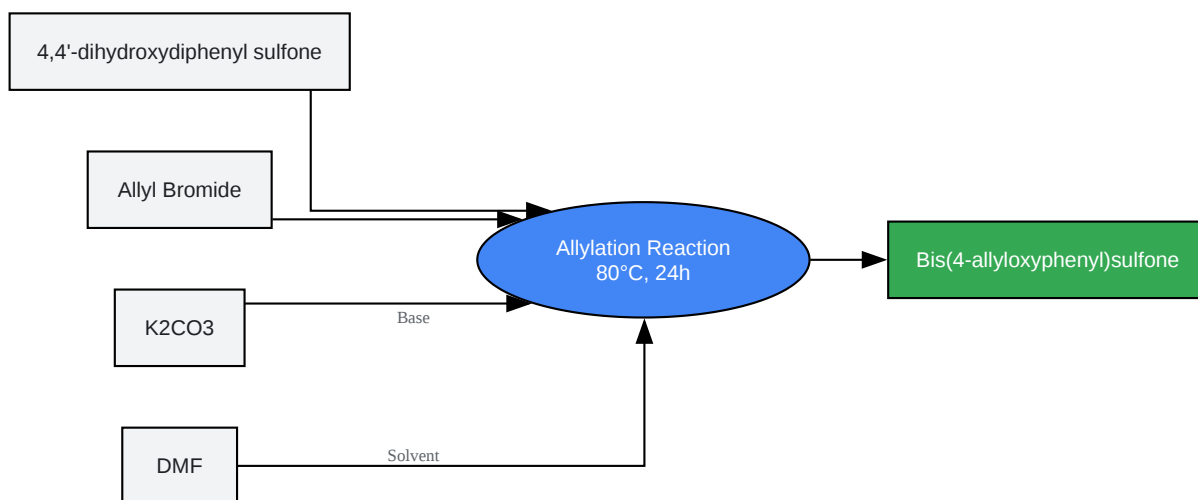 4,4'-dihydroxydiphenyl sulfone
Allyl Bromide
Allylation Reaction
80°C, 24h
Bis(4-allyloxyphenyl)sulfone
K2CO3
Base
DMF
Solvent